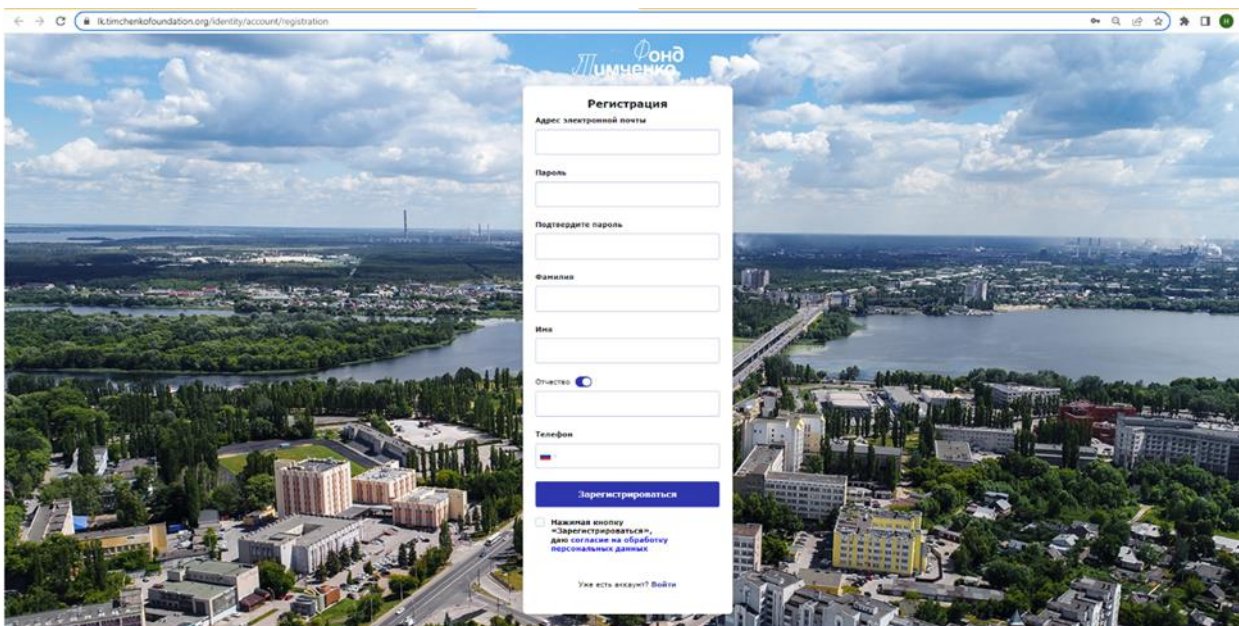 lk.timchenkofoundation.org/identity/account/registration
Н
Фонд
Тимченко
Регистрация
Адрес электронной почты
Пароль
Подтвердите пароль
Фамилия
Имя
Отчество
Телефон
Зарегистрироваться
Нажимая кнопку
«Зарегистрироваться»,
даю согласие на обработку
персональных данных
Уже есть аккаунт? Войти